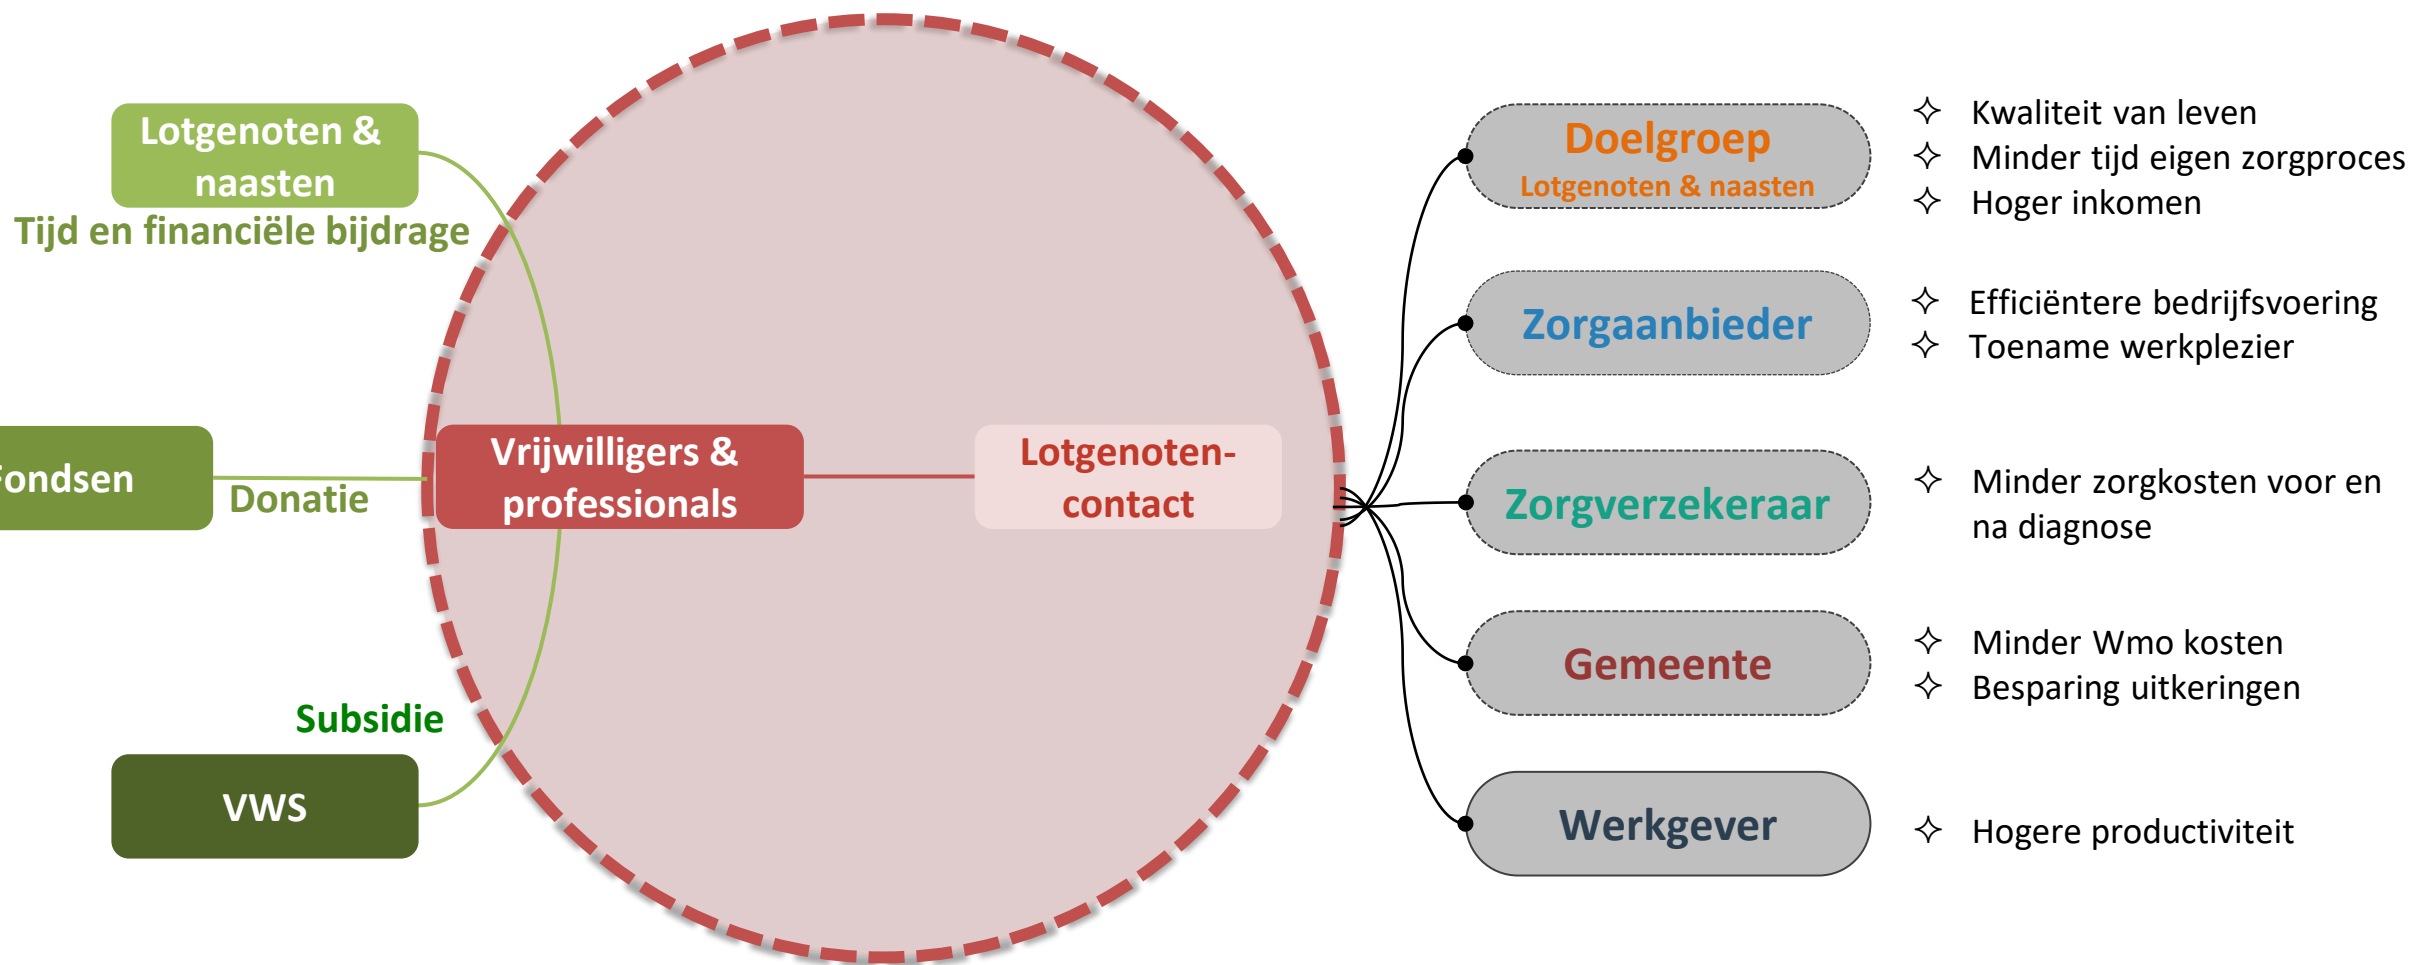 Lotgenoten &
naasten
Tijd en financiële bijdrage
Fondsen
Donatie
Subsidie
VWS
Vrijwilligers &
professionals
Lotgenoten-
contact
Doelgroep
Lotgenoten & naasten
Kwaliteit van leven
Minder tijd eigen zorgproces
Hoger inkomen
Zorgaanbieder
Efficiëntere bedrijfsvoering
Toename werkplezier
Zorgverzekeraar
Minder zorgkosten voor en
na diagnose
Gemeente
Minder Wmo kosten
Besparing uitkeringen
Werkgever
Hogere productiviteit